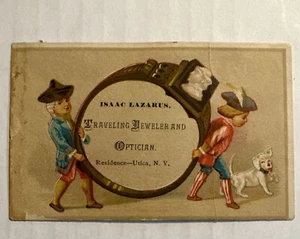 ISAAC LAZARUS,
TRAVELING JEWELER AND
OPTICIAN.
Residence—Utica, N. Y.